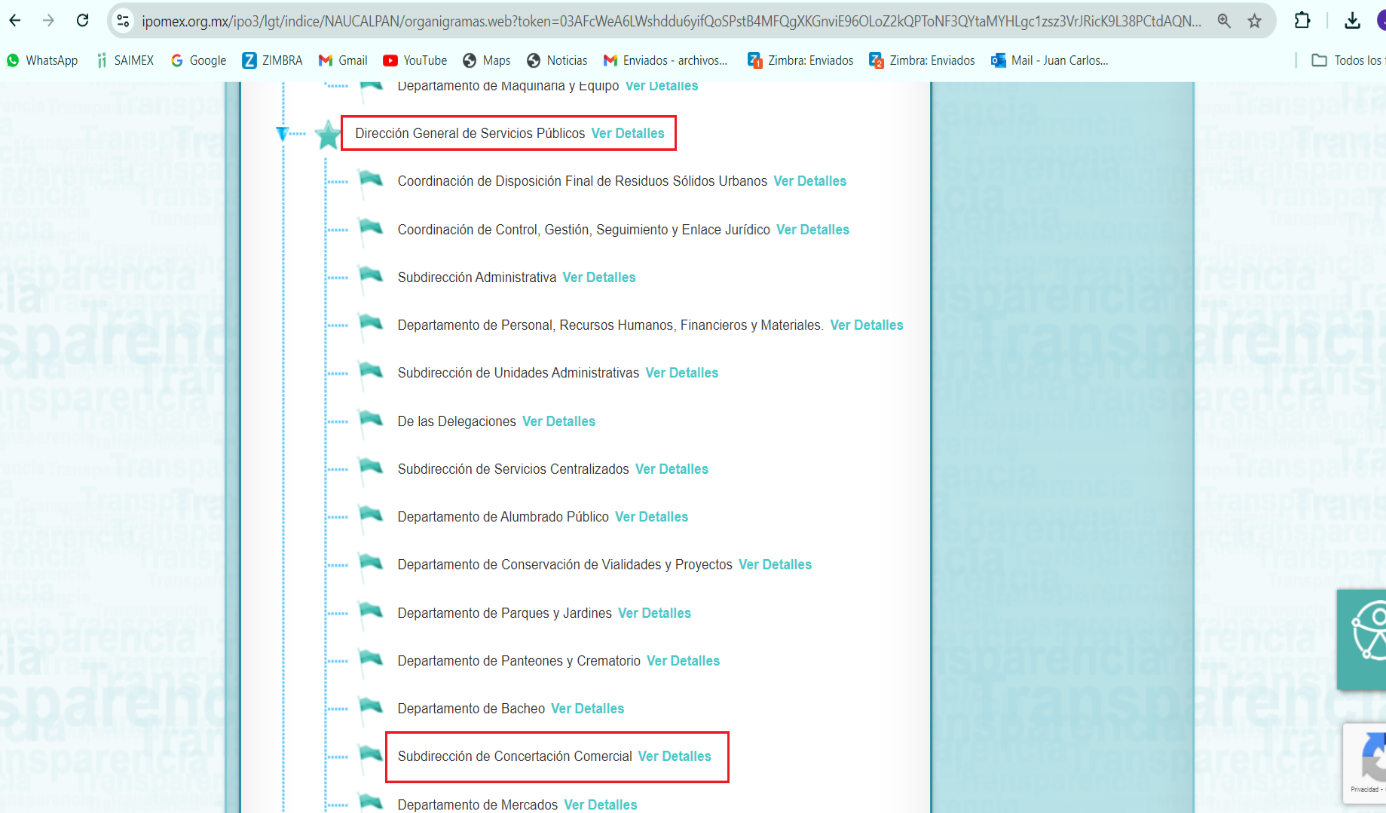 ipomex.org.mx/ipo3/lgt/indice/NAUCALPAN/organigramas.web?token=03AFcWeA6LWshddu6yifQoSPstB4MFQgXKGnviE96OLoZ2kQPToNF3QYtaMYHLgc1zsz3VrJRicK9L38PCtdAQN...
WhatsApp SAIMEX Google ZIMBRA Gmail YouTube Maps Noticias Enviados - archivos... Zimbra: Enviados Zimbra: Enviados Mail - Juan Carlos... Todos los
Departamento de Maquinaria y Equipo Ver Detalles
Dirección General de Servicios Públicos Ver Detalles
Coordinación de Disposición Final de Residuos Sólidos Urbanos Ver Detalles
Coordinación de Control, Gestión, Seguimiento y Enlace Jurídico Ver Detalles
Subdirección Administrativa Ver Detalles
Departamento de Personal, Recursos Humanos, Financieros y Materiales. Ver Detalles
Subdirección de Unidades Administrativas Ver Detalles
De las Delegaciones Ver Detalles
Subdirección de Servicios Centralizados Ver Detalles
Departamento de Alumbrado Público Ver Detalles
Departamento de Conservación de Vialidades y Proyectos Ver Detalles
Departamento de Parques y Jardines Ver Detalles
Departamento de Panteones y Crematorio Ver Detalles
Departamento de Bacheo Ver Detalles
Subdirección de Concertación Comercial Ver Detalles
Departamento de Mercados Ver Detalles
Privacidad -